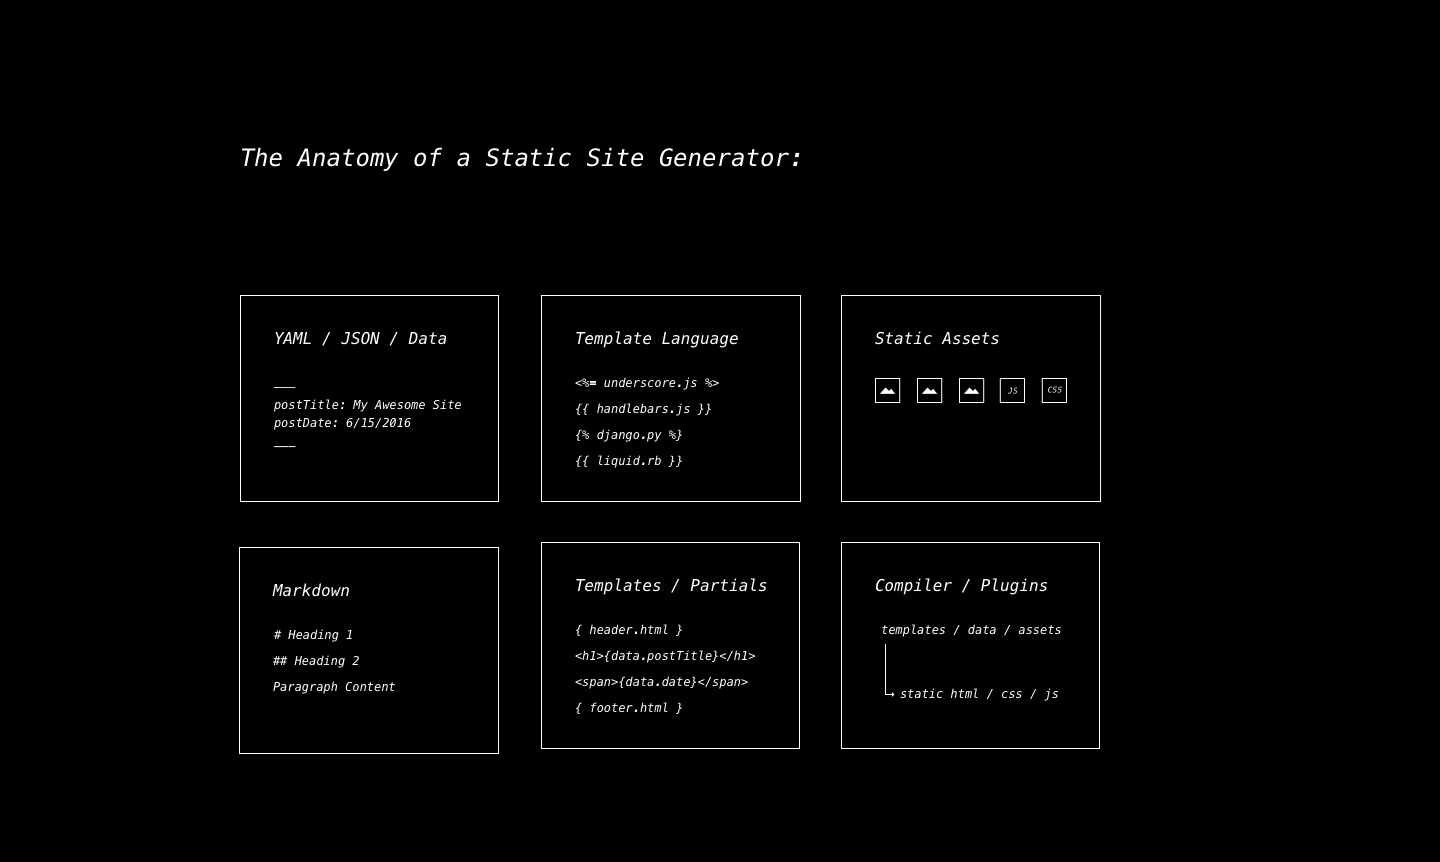 The Anatomy of a Static Site Generator:
YAML / JSON / Data
___
postTitle: My Awesome Site
postDate: 6/15/2016
___
Template Language
<%= underscore.js %>
{{ handlebars.js }}
{% django.py %}
{{ liquid.rb }}
Static Assets
JS
CSS
Markdown
# Heading 1
## Heading 2
Paragraph Content
Templates / Partials
{ header.html }
<h1>{data.postTitle}</h1>
<span>{data.date}</span>
{ footer.html }
Compiler / Plugins
templates / data / assets
static html / css / js